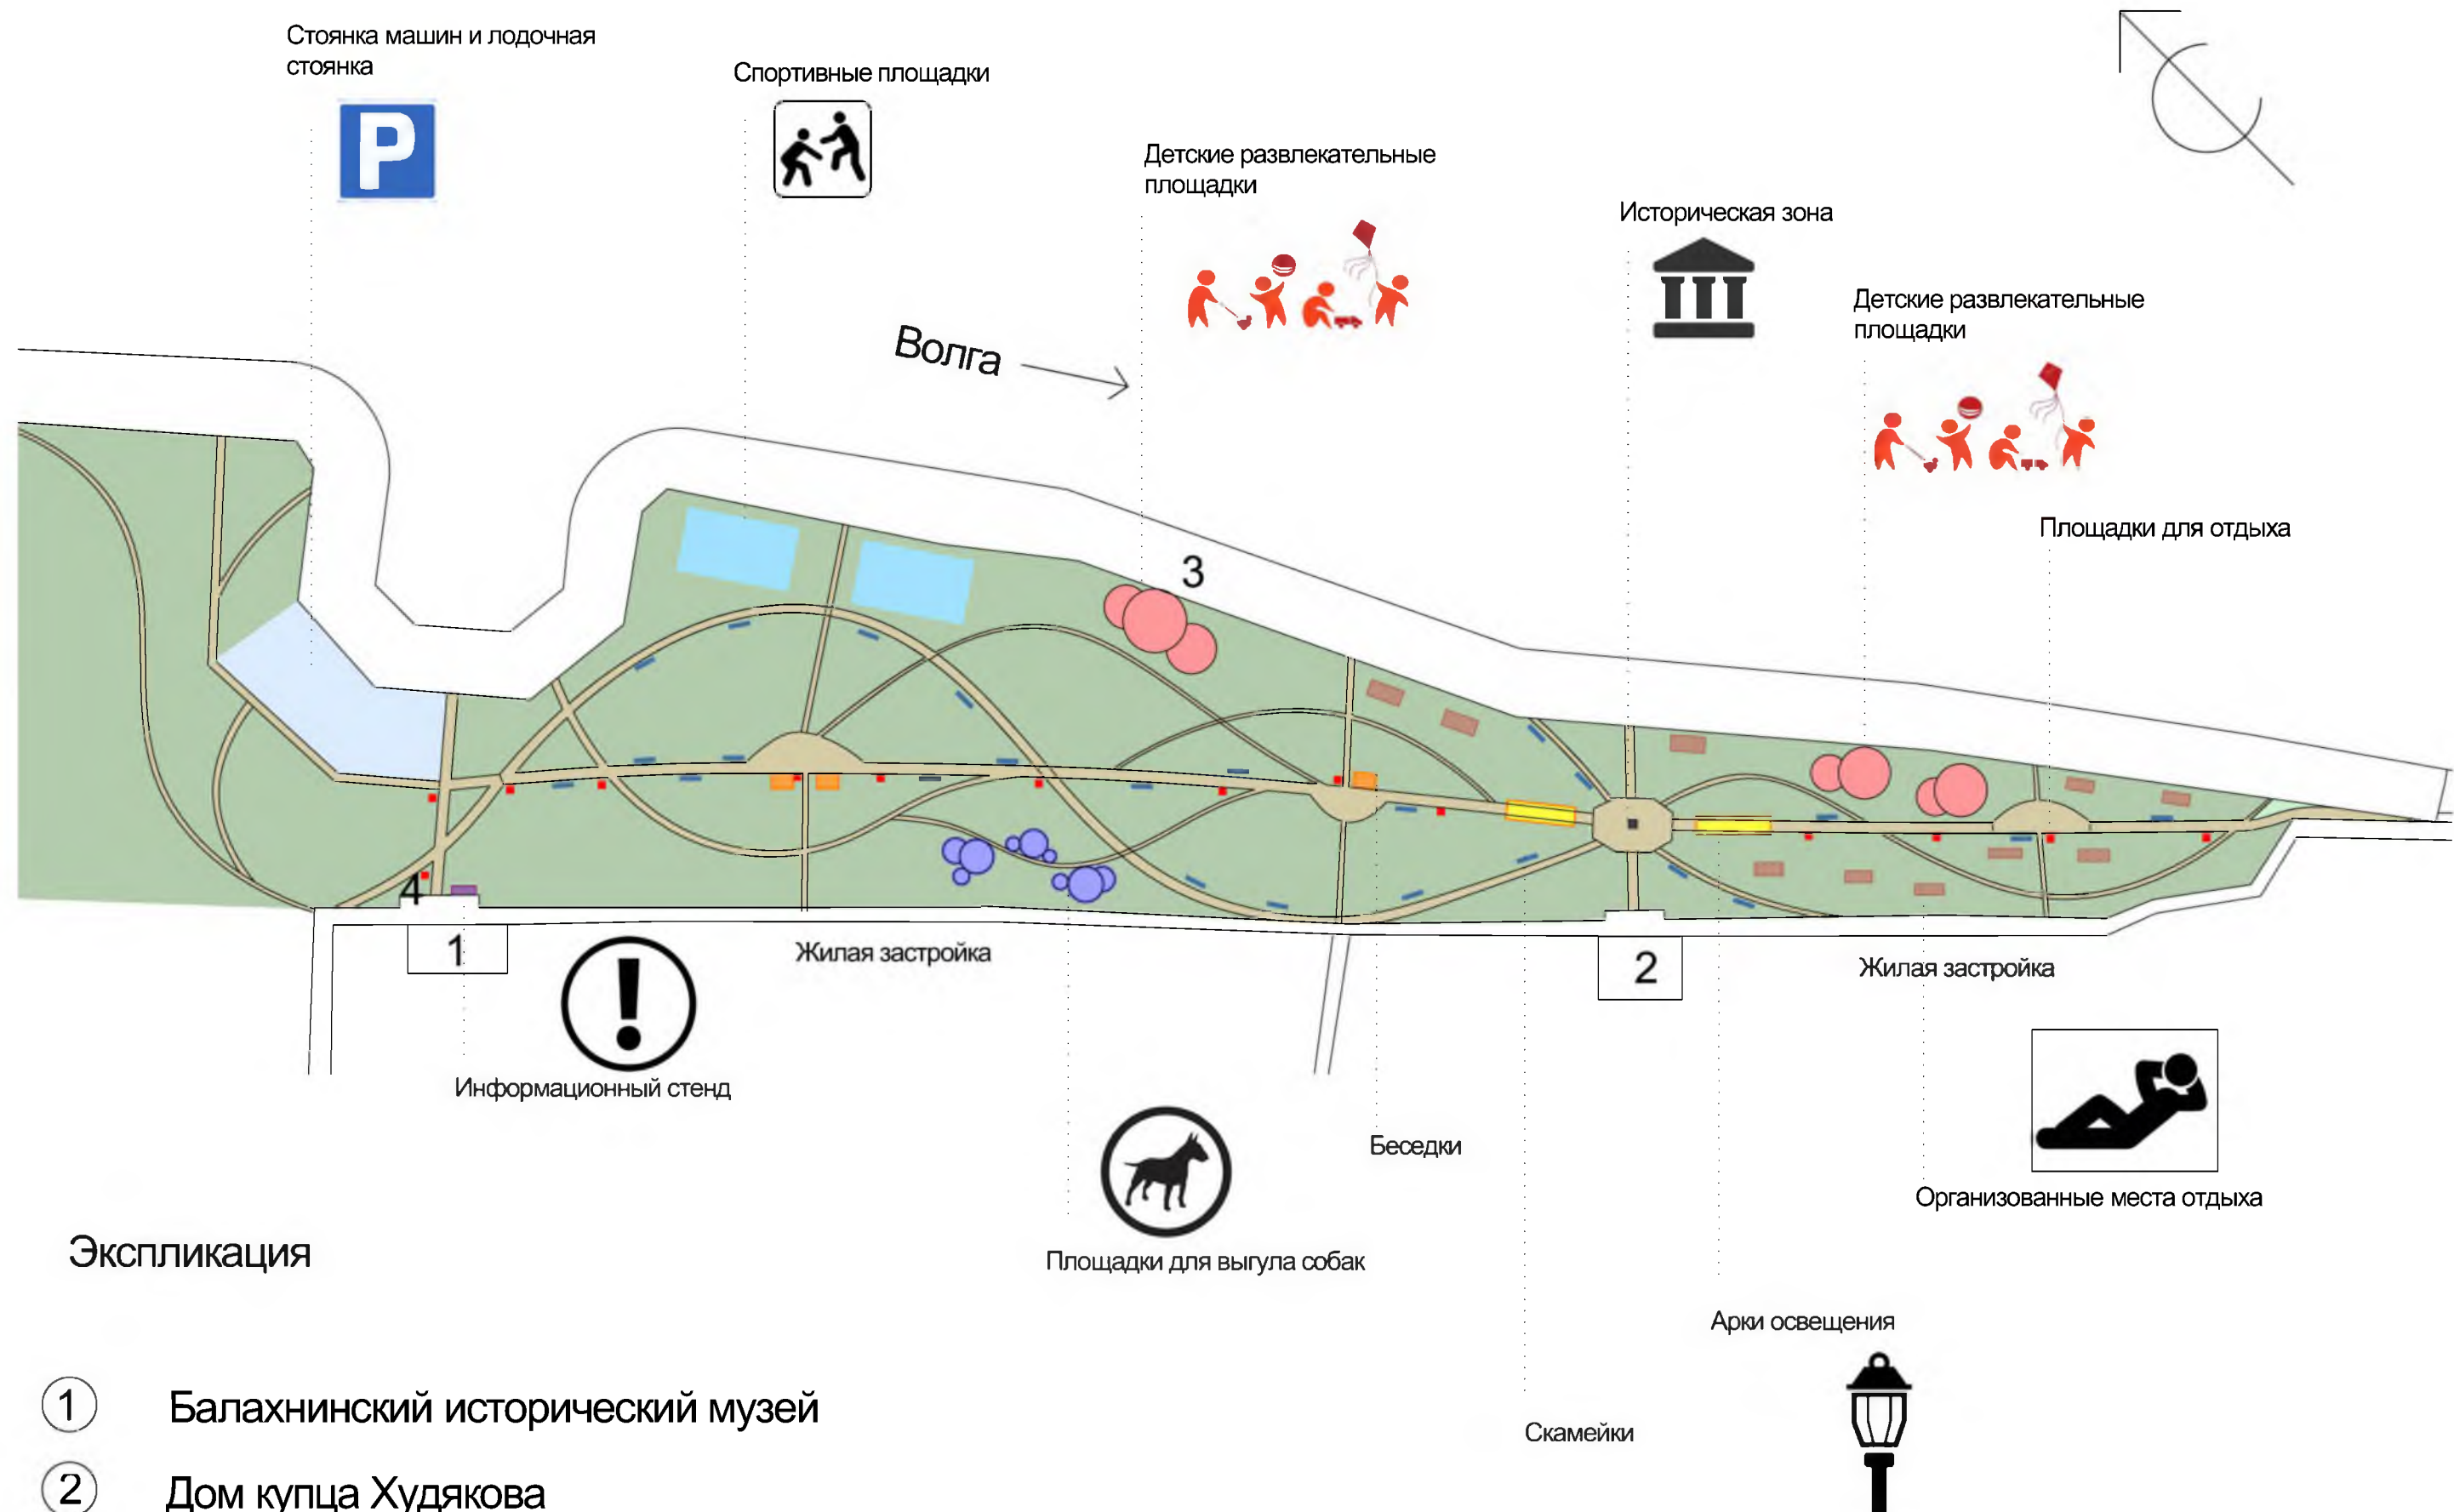 Стоянка машин и лодочная
стоянка
P
Спортивные площадки
Детские развлекательные
площадки
Историческая зона
Детские развлекательные
площадки
Волга
Площадки для отдыха
3
4
1
Жилая застройка
2
Жилая застройка
Информационный стенд
Беседки
Организованные места отдыха
Площадки для выгула собак
Экспликация
Арки освещения
Скамейки
1 Балахнинский исторический музей
2 Дом купца Худякова